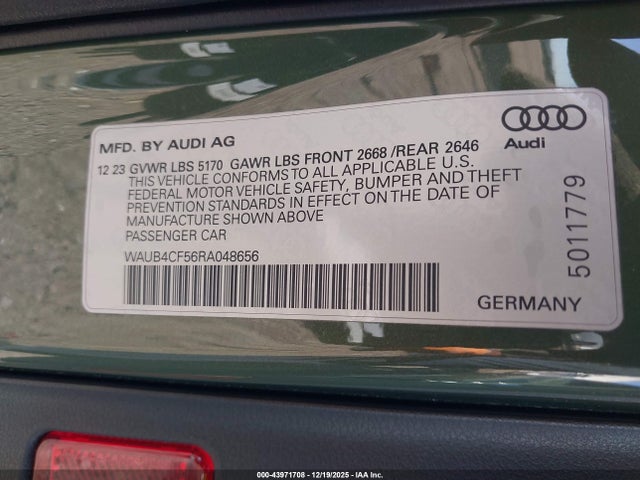 MFD. BY AUDI AG
Audi
12 23 GVWR LBS 5170 GAWR LBS FRONT 2668 /REAR 2646
THIS VEHICLE CONFORMS TO ALL APPLICABLE U.S.
FEDERAL MOTOR VEHICLE SAFETY, BUMPER AND THEFT
PREVENTION STANDARDS IN EFFECT ON THE DATE OF
MANUFACTURE SHOWN ABOVE
PASSENGER CAR
WAUB4CF56RA048656
5011779
GERMANY
000-43971708 - 12/19/2025 - IAA Inc.